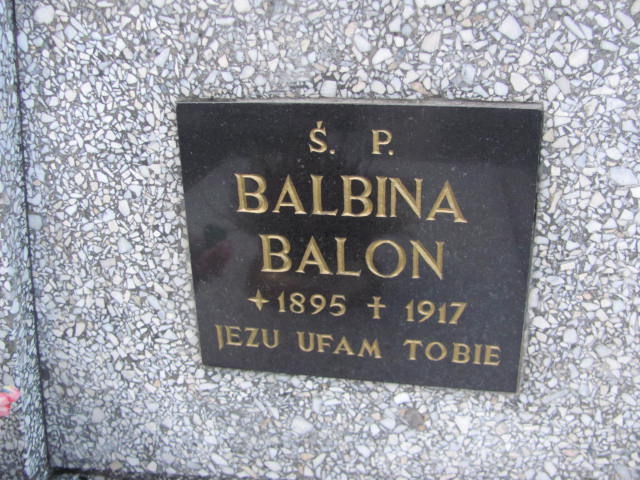 Ś. P.
BALBINA
BALON
+ 1895 † 1917
JEZU UFAM TOBIE